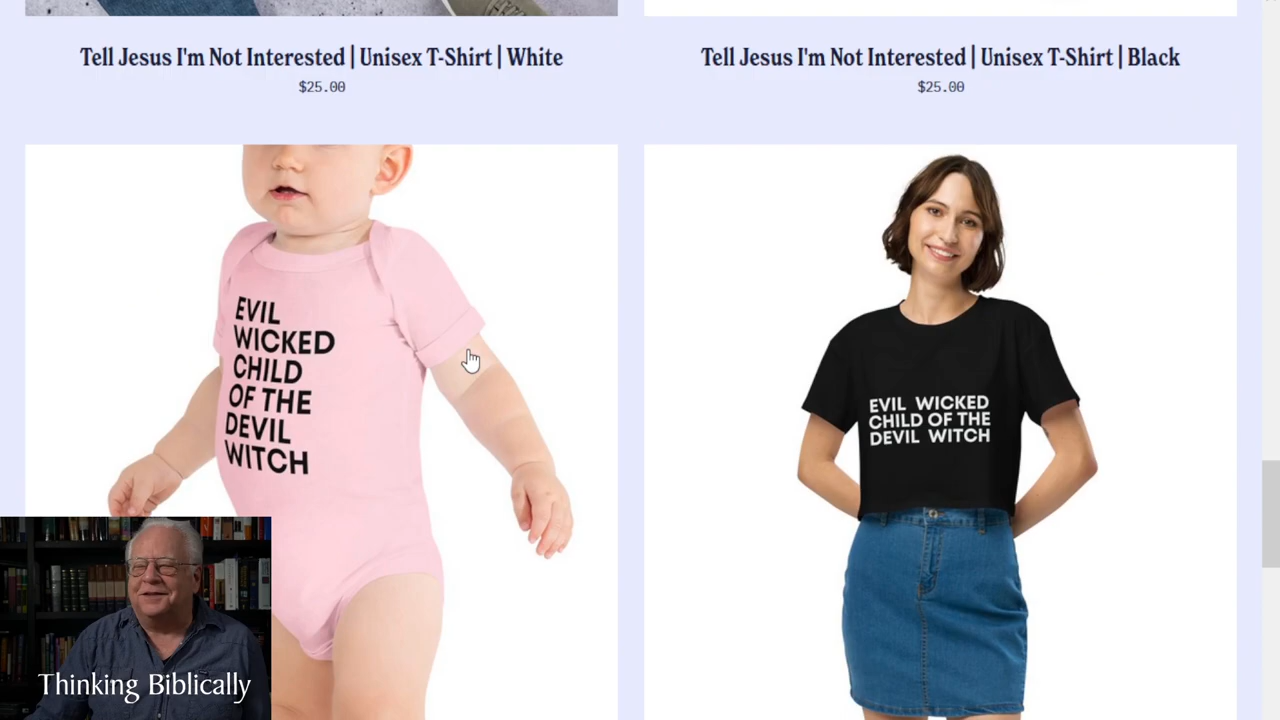 Tell Jesus I'm Not Interested | Unisex T-Shirt | White
$25.00
Tell Jesus I'm Not Interested | Unisex T-Shirt | Black
$25.00
EVIL
WICKED
CHILD
OF THE
DEVIL
WITCH
EVIL WICKED
CHILD OF THE
DEVIL WITCH
Thinking Biblically